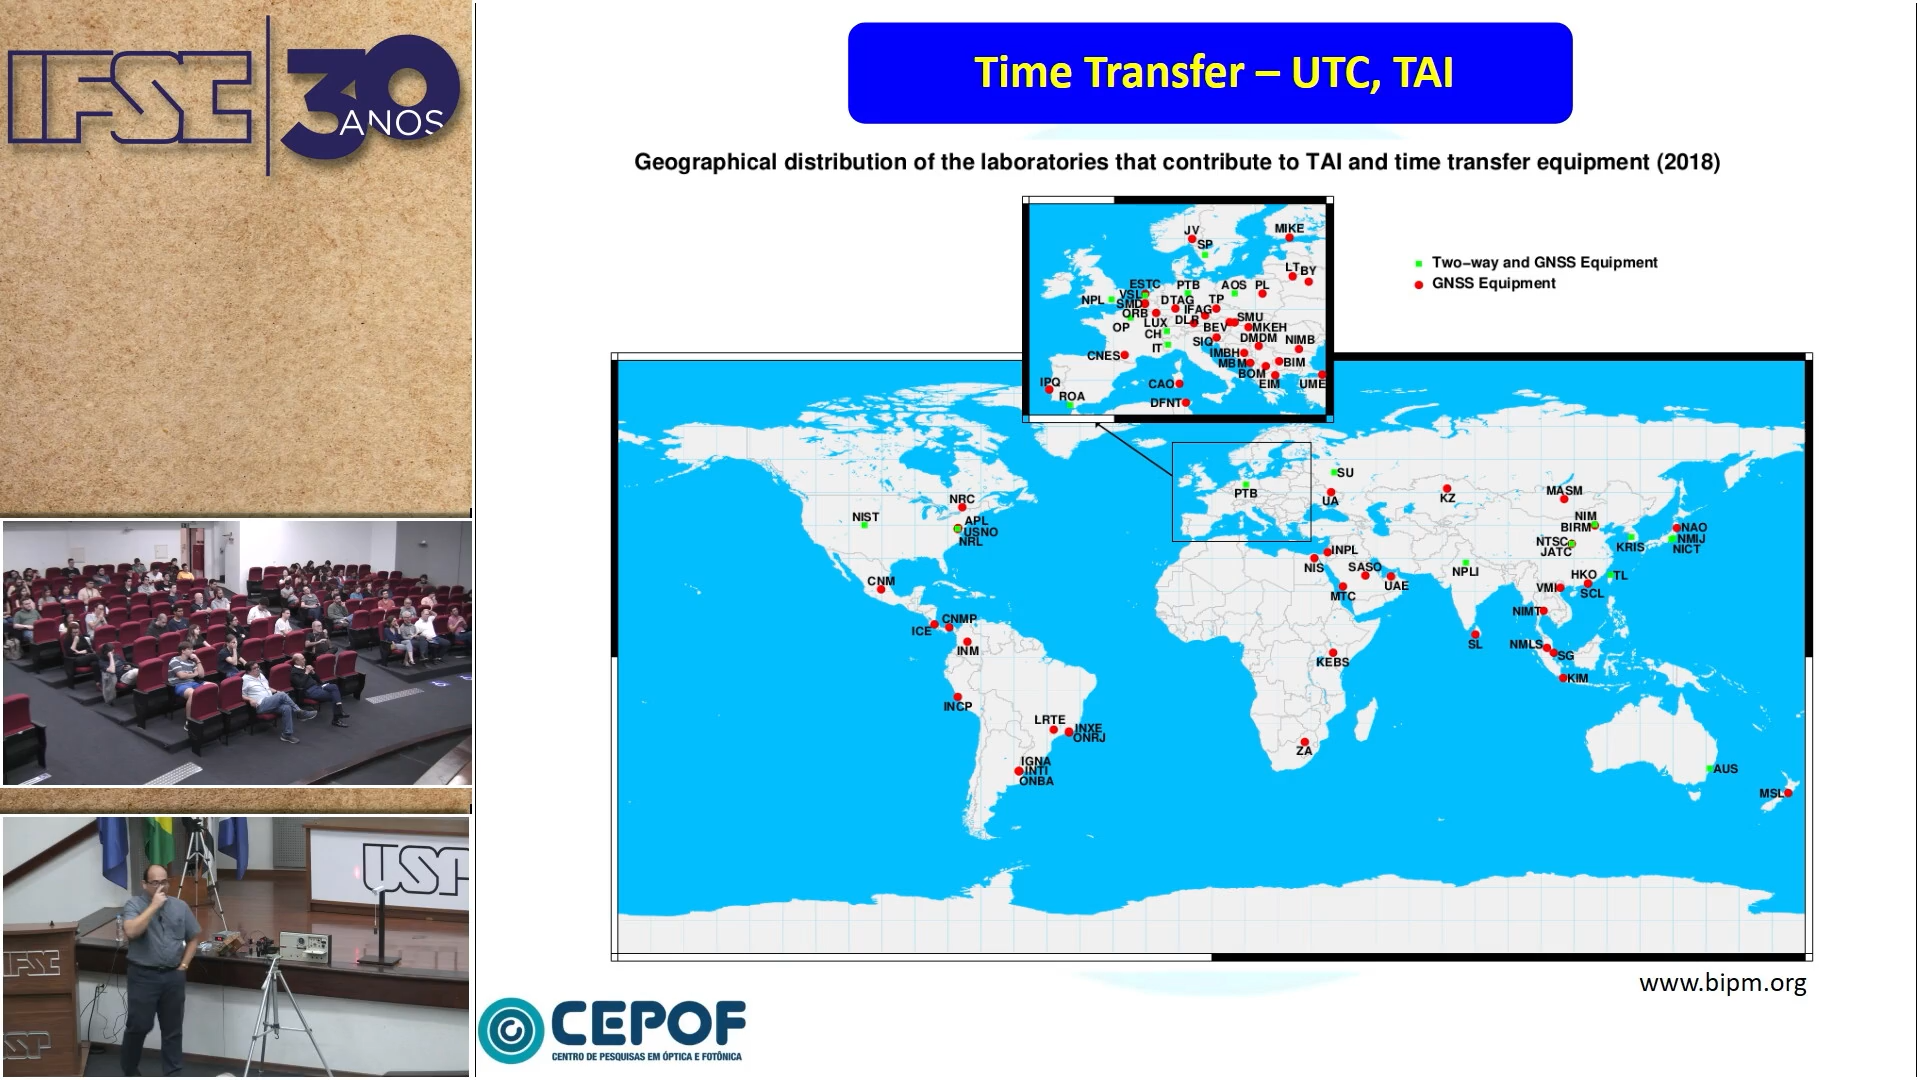 IFSC
30
ANOS
Time Transfer – UTC, TAI
Geographical distribution of the laboratories that contribute to TAI and time transfer equipment (2018)
Two-way and GNSS Equipment
GNSS Equipment
JV
SP
MIKE
LT
BY
ESTC
VSL
SMD
ORB
NPL
OP
PTB
DTAG
IFAG
DLR
LUX
CH
IT
AOS
PL
TP
BEV
SMU
MKEH
SIQ
DMDM
NIMB
IMBH
MBM
BIM
BOM
EIM
UME
CNES
CAO
DFNT
IPQ
ROA
NRC
NIST
APL
USNO
NRL
CNM
ICE
CNMP
INM
INCP
LRTE
INXE
ONRJ
IGNA
INTI
ONBA
PTB
SU
UA
KZ
MASM
NIM
BIRM
NTSC
JATC
KRIS
NAO
NMIJ
NICT
INPL
NIS
SASO
MTC
UAE
NPLI
HKO
SCL
TL
VMI
NIMT
SL
NMLS
SG
KIM
KEBS
ZA
AUS
MSL
www.bipm.org
CEPOF
CENTRO DE PESQUISAS EM ÓPTICA E FOTÔNICA
USP
IFSC
USP